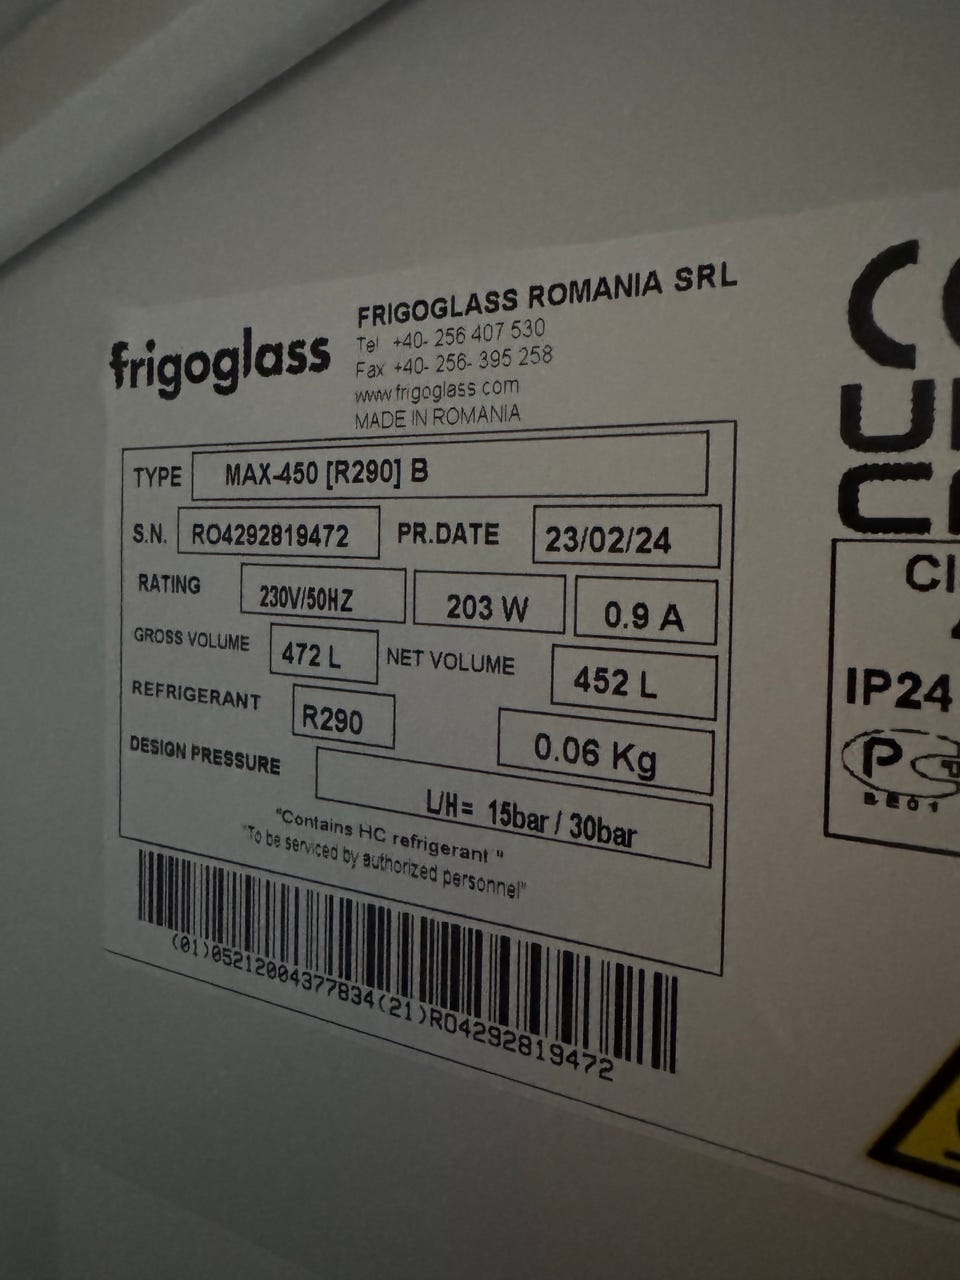 frigoglass
FRIGOGLASS ROMANIA SRL
Tel +40- 256 407 530
Fax +40- 256- 395 258
www.frigoglass.com
MADE IN ROMANIA
TYPE MAX-450 [R290] B
S.N. RO4292819472 PR.DATE 23/02/24
RATING 230V/50HZ 203 W 0.9 A
GROSS VOLUME 472 L NET VOLUME 452 L
REFRIGERANT R290 0.06 Kg
DESIGN PRESSURE L/H= 15bar / 30bar
"Contains HC refrigerant "
"To be serviced by authorized personnel"
(01)05212004377834(21)RO4292819472
IP24